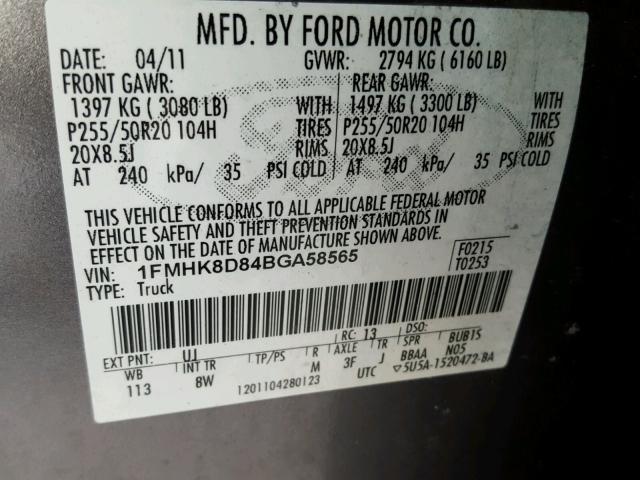 MFD. BY FORD MOTOR CO.
DATE: 04/11 GVWR: 2794 KG ( 6160 LB)
FRONT GAWR: REAR GAWR:
1397 KG ( 3080 LB) WITH 1497 KG ( 3300 LB) WITH
P255/50R20 104H TIRES P255/50R20 104H TIRES
20X8.5J RIMS 20X8.5J RIMS
AT 240 kPa/ 35 PSI COLD AT 240 kPa/ 35 PSI COLD
Ford
THIS VEHICLE CONFORMS TO ALL APPLICABLE FEDERAL MOTOR
VEHICLE SAFETY AND THEFT PREVENTION STANDARDS IN
EFFECT ON THE DATE OF MANUFACTURE SHOWN ABOVE.
VIN: 1FMHK8D84BGA58565 F0215
TYPE: Truck T0253
RC: 13 DSO:
EXT PNT: UJ
WB INT TR TP/PS R AXLE TR SPR BUB1S
113 8W M 3F J BBAA N05
1201104280123 UTC ▽5U5A-1520472-BA